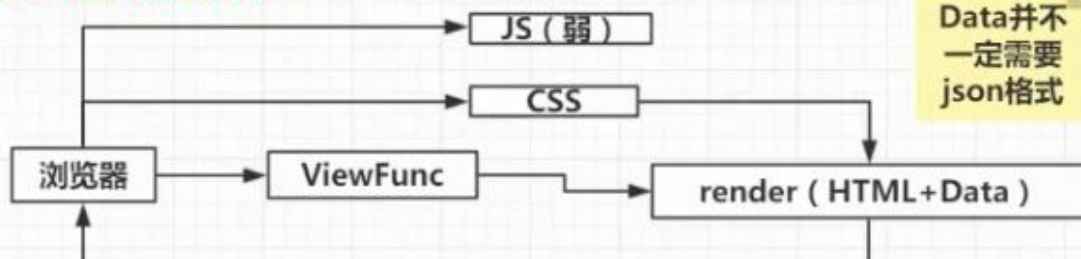 JS（弱）
Data并不
一定需要
json格式
CSS
浏览器
ViewFunc
render（HTML+Data）